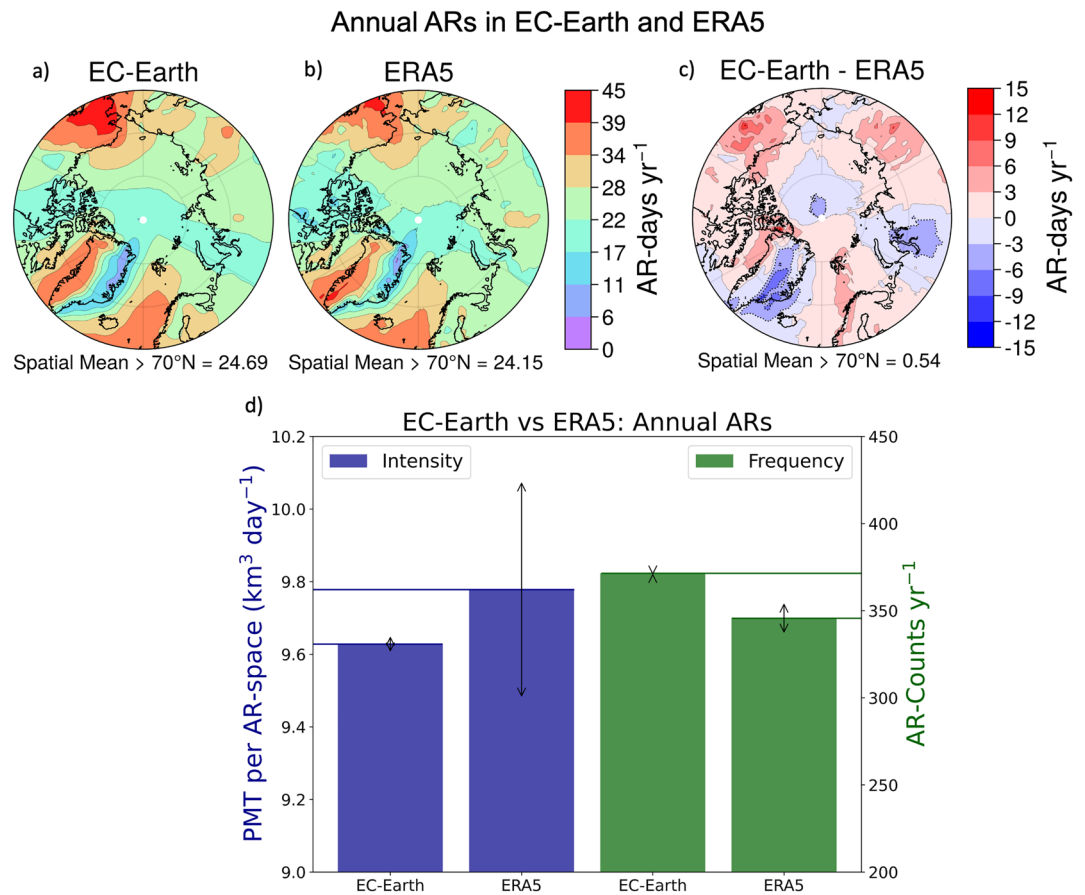 Annual ARs in EC-Earth and ERA5
a)
EC-Earth
b)
ERA5
c)
EC-Earth - ERA5
45
39
34
28
22
17
11
6
0
AR-days yr−1
15
12
9
6
3
0
-3
-6
-9
-12
-15
AR-days yr−1
Spatial Mean > 70°N = 24.69
Spatial Mean > 70°N = 24.15
Spatial Mean > 70°N = 0.54
d)
EC-Earth vs ERA5: Annual ARs
Intensity
Frequency
PMT per AR-space (km³ day⁻¹)
10.2
10.0
9.8
9.6
9.4
9.2
9.0
450
400
350
300
250
200
AR-Counts yr⁻¹
EC-Earth
ERA5
EC-Earth
ERA5